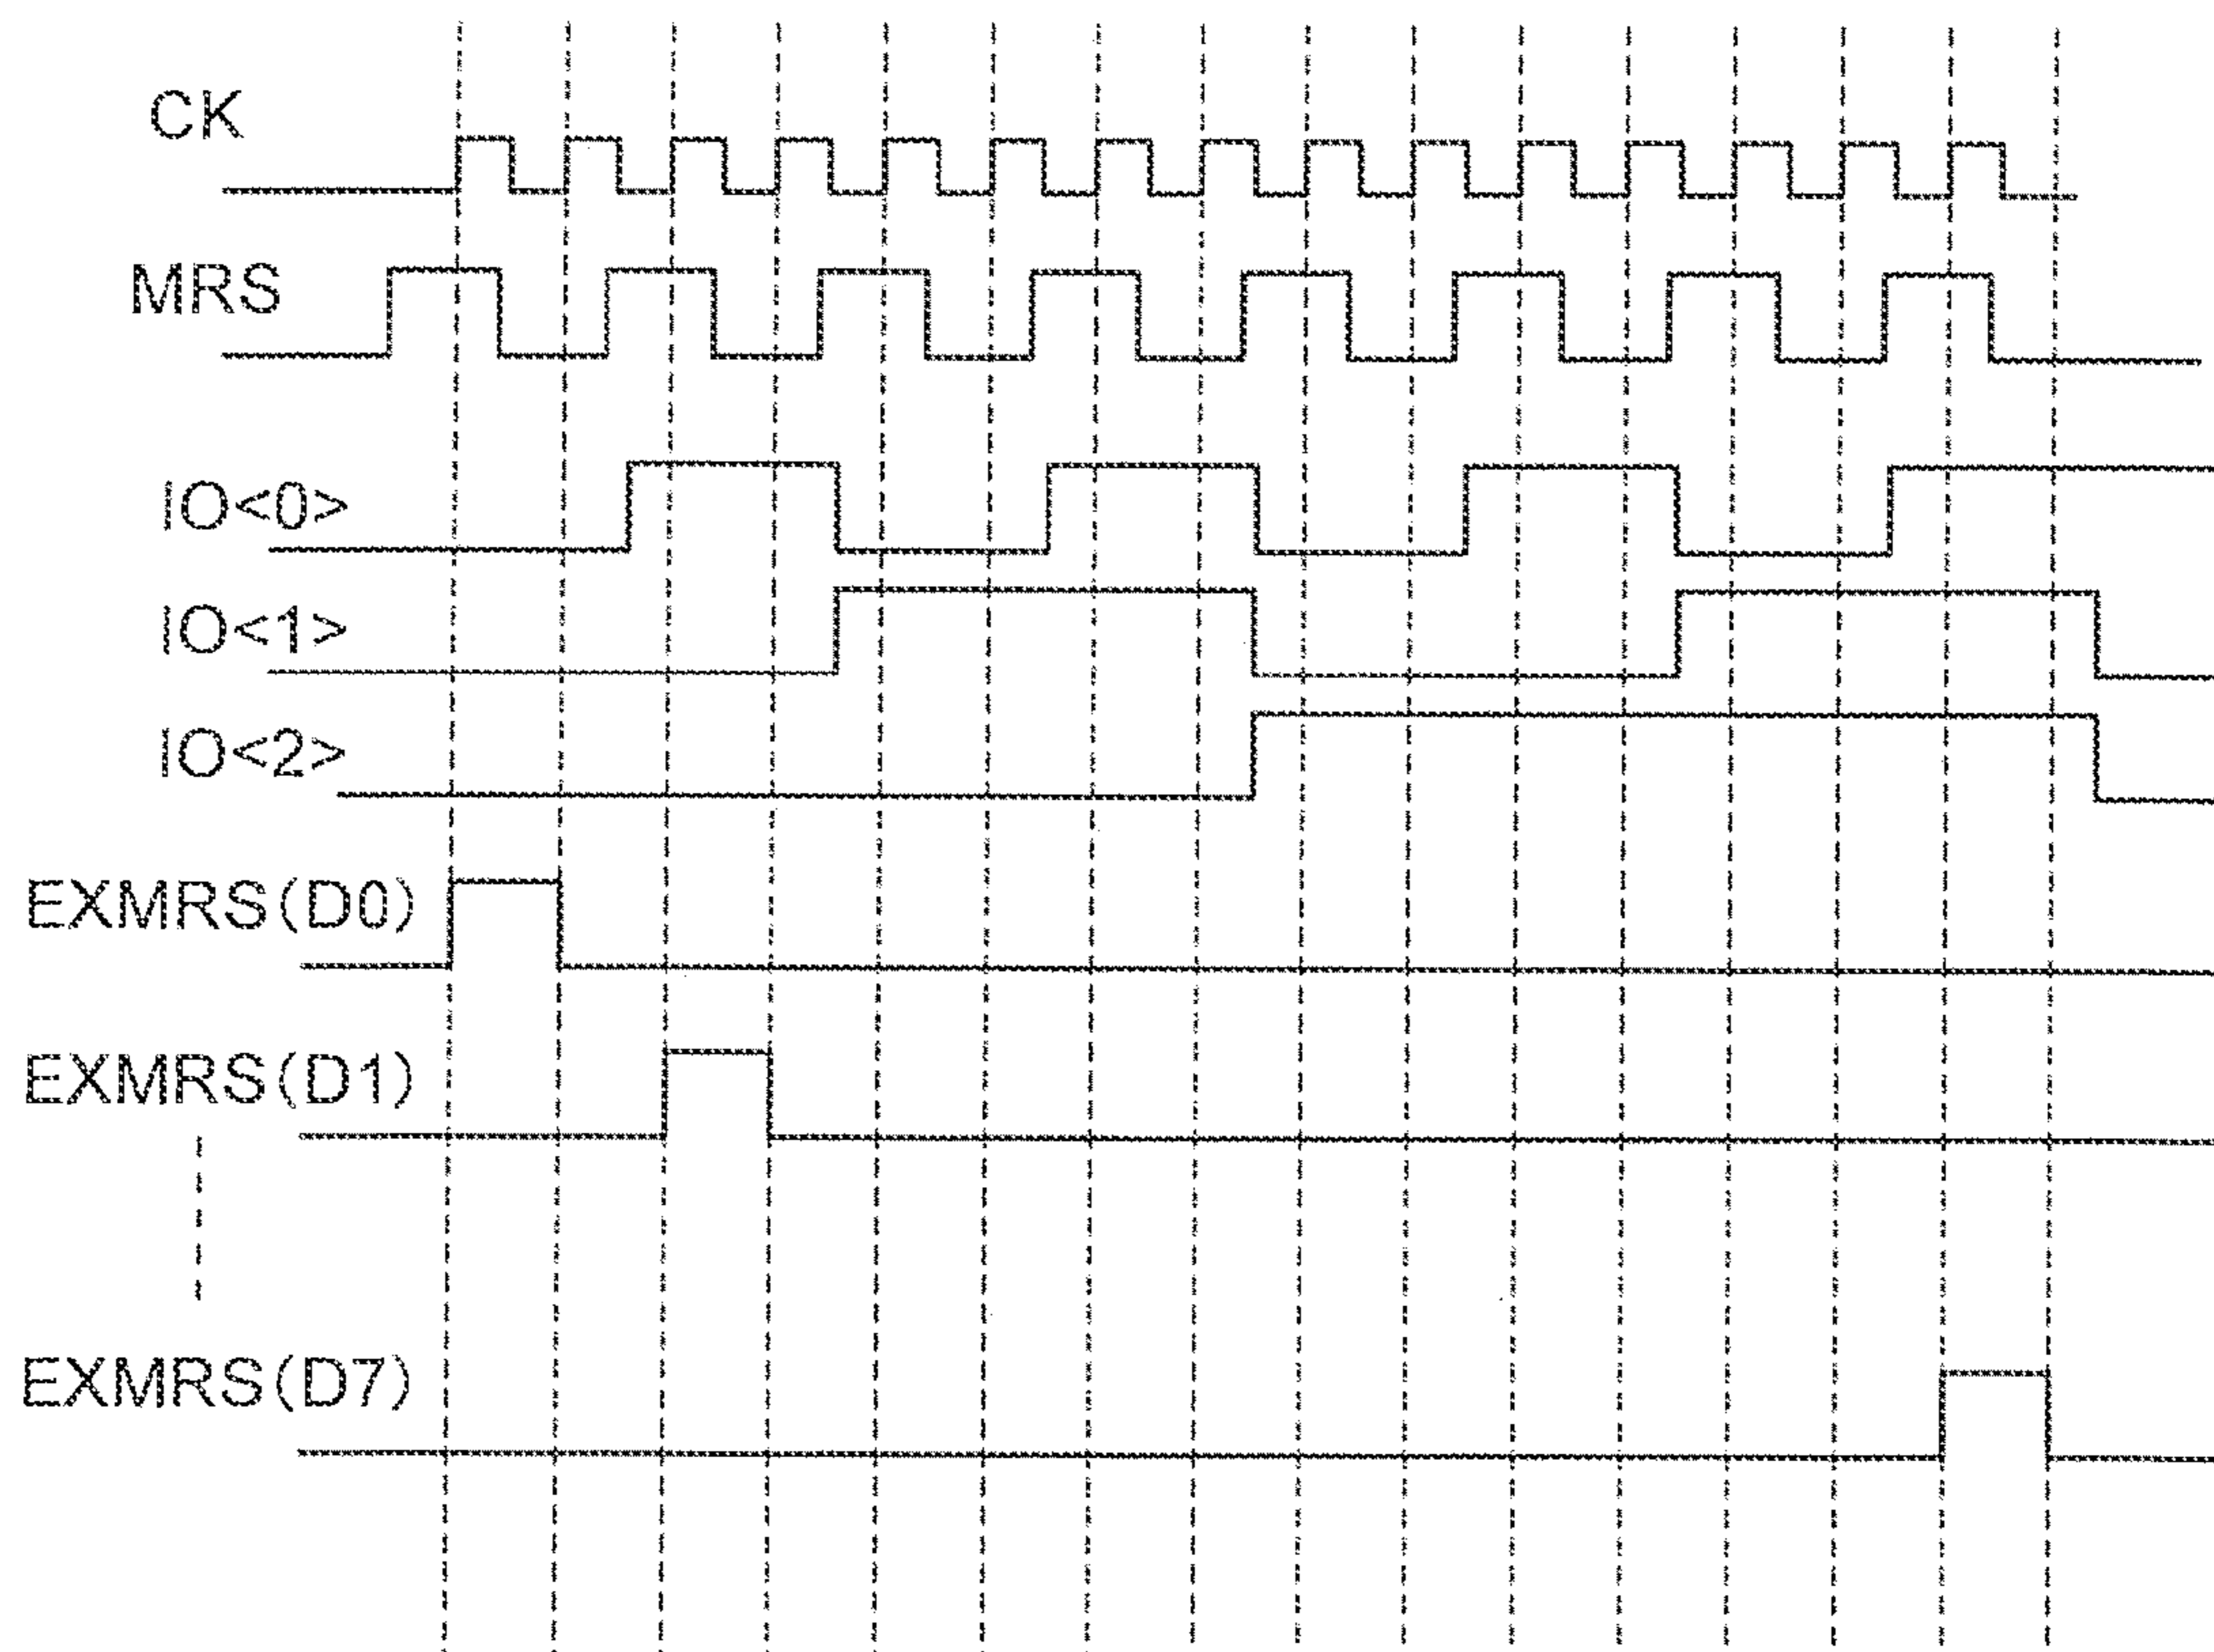 CK
MRS
IO<0>
IO<1>
IO<2>
EXMRS(D0)
EXMRS(D1)
EXMRS(D7)